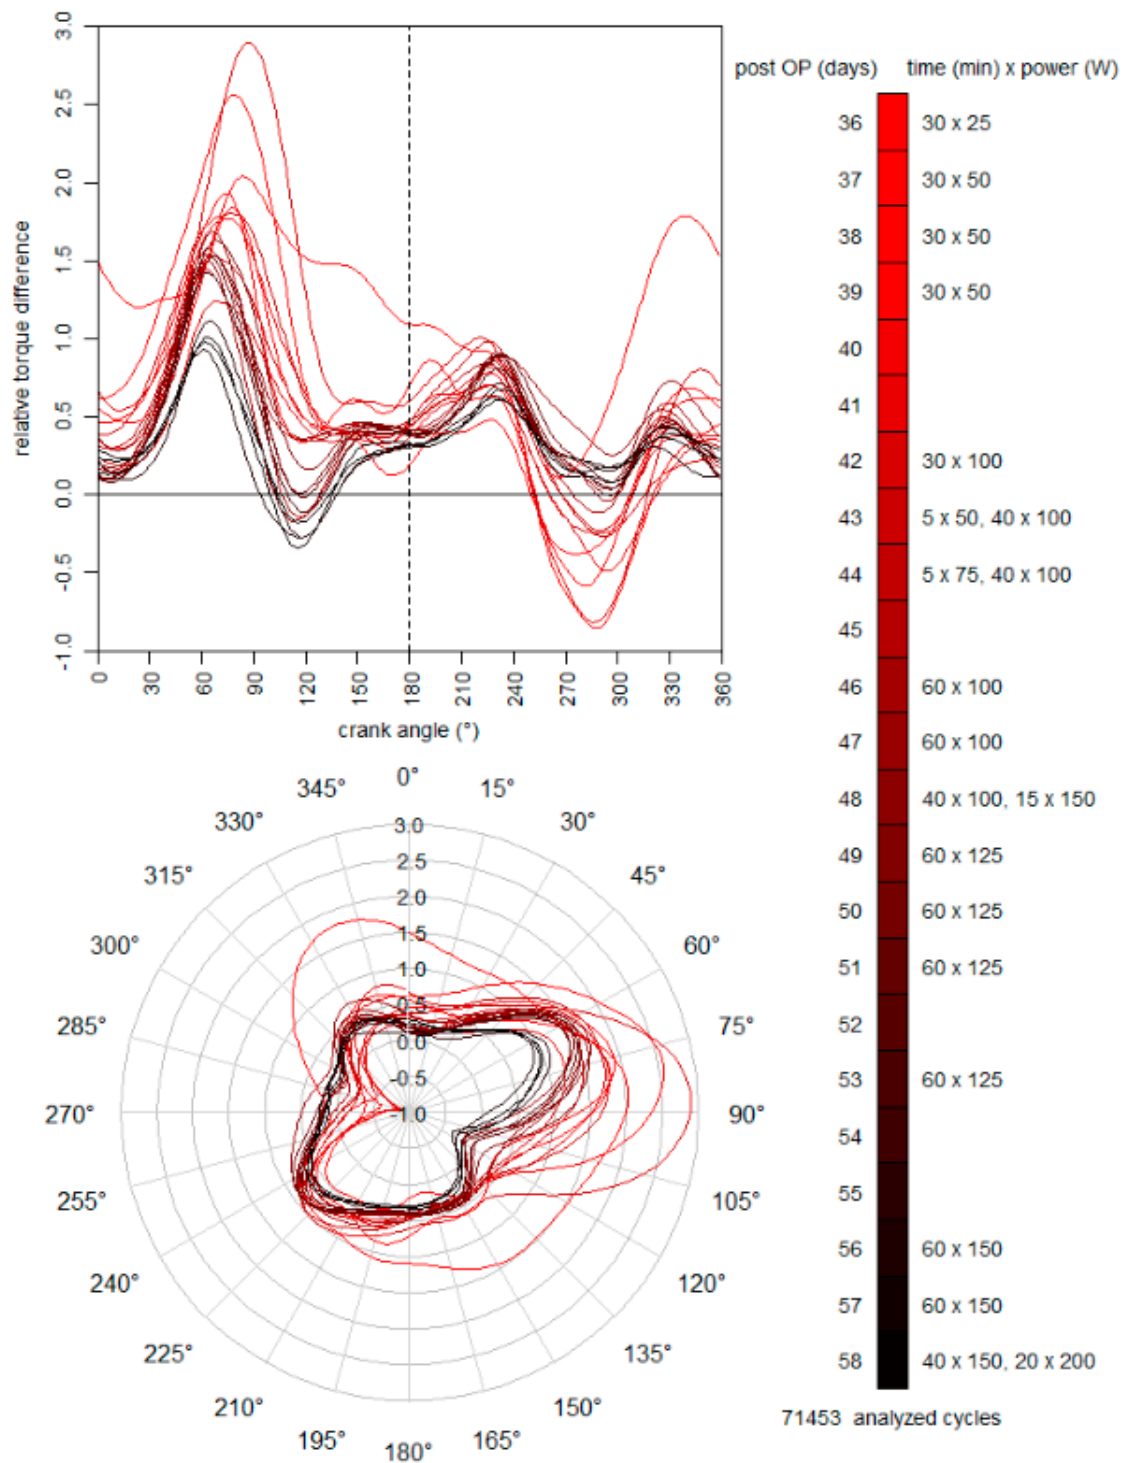 3.0
2.5
2.0
1.5
1.0
0.5
0.0
-0.5
-1.0
relative torque difference
0 30 60 90 120 150 180 210 240 270 300 330 360
crank angle (°)
post OP (days) time (min) x power (W)
36 30 x 25
37 30 x 50
38 30 x 50
39 30 x 50
40
41
42 30 x 100
43 5 x 50, 40 x 100
44 5 x 75, 40 x 100
45
46 60 x 100
47 60 x 100
48 40 x 100, 15 x 150
49 60 x 125
50 60 x 125
51 60 x 125
52
53 60 x 125
54
55
56 60 x 150
57 60 x 150
58 40 x 150, 20 x 200
71453 analyzed cycles
0°
15°
30°
45°
60°
75°
90°
105°
120°
135°
150°
165°
180°
195°
210°
225°
240°
255°
270°
285°
300°
315°
330°
345°
3.0
2.5
2.0
1.5
1.0
0.5
0.0
-0.5
-1.0